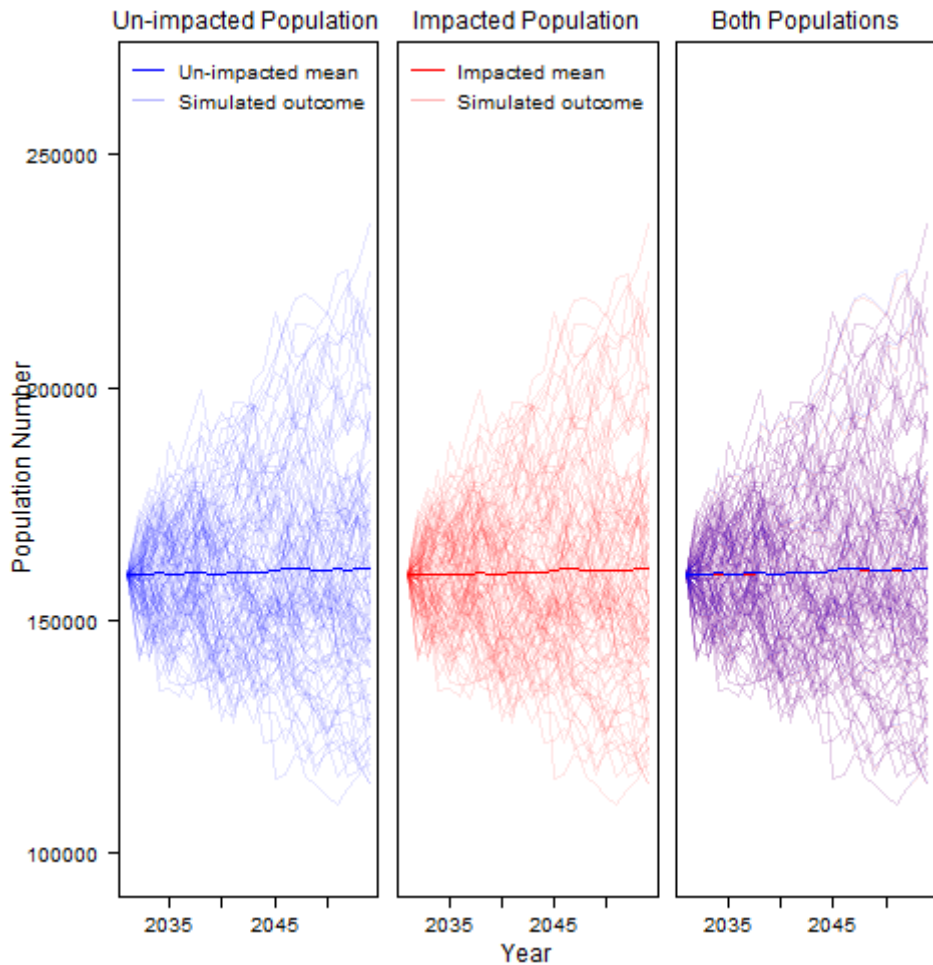 Un-impacted Population
Impacted Population
Both Populations
Un-impacted mean
Simulated outcome
Impacted mean
Simulated outcome
Population Number
250000
200000
150000
100000
2035
2045
2035
2045
2035
2045
Year